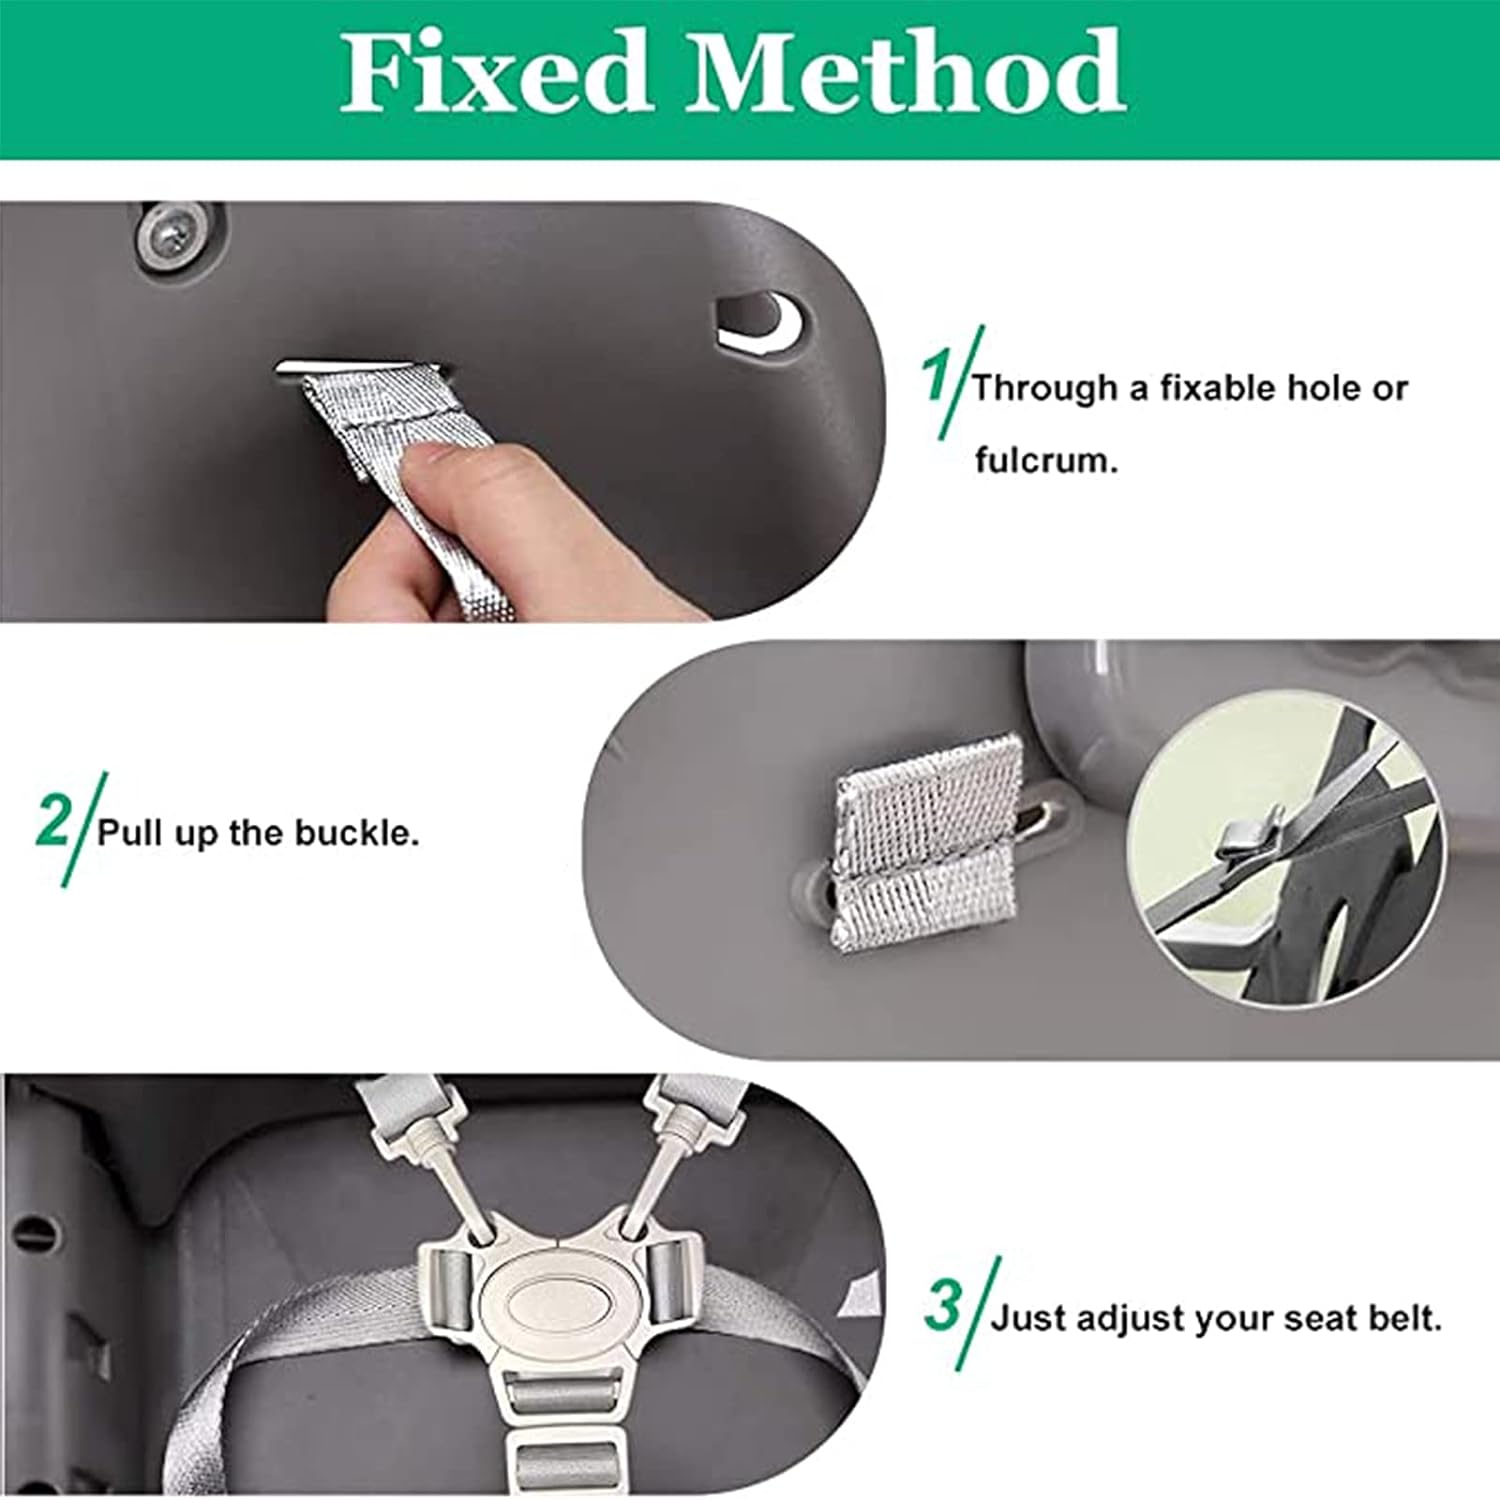 Fixed Method
1/Through a fixable hole or
fulcrum.
2/Pull up the buckle.
3/Just adjust your seat belt.